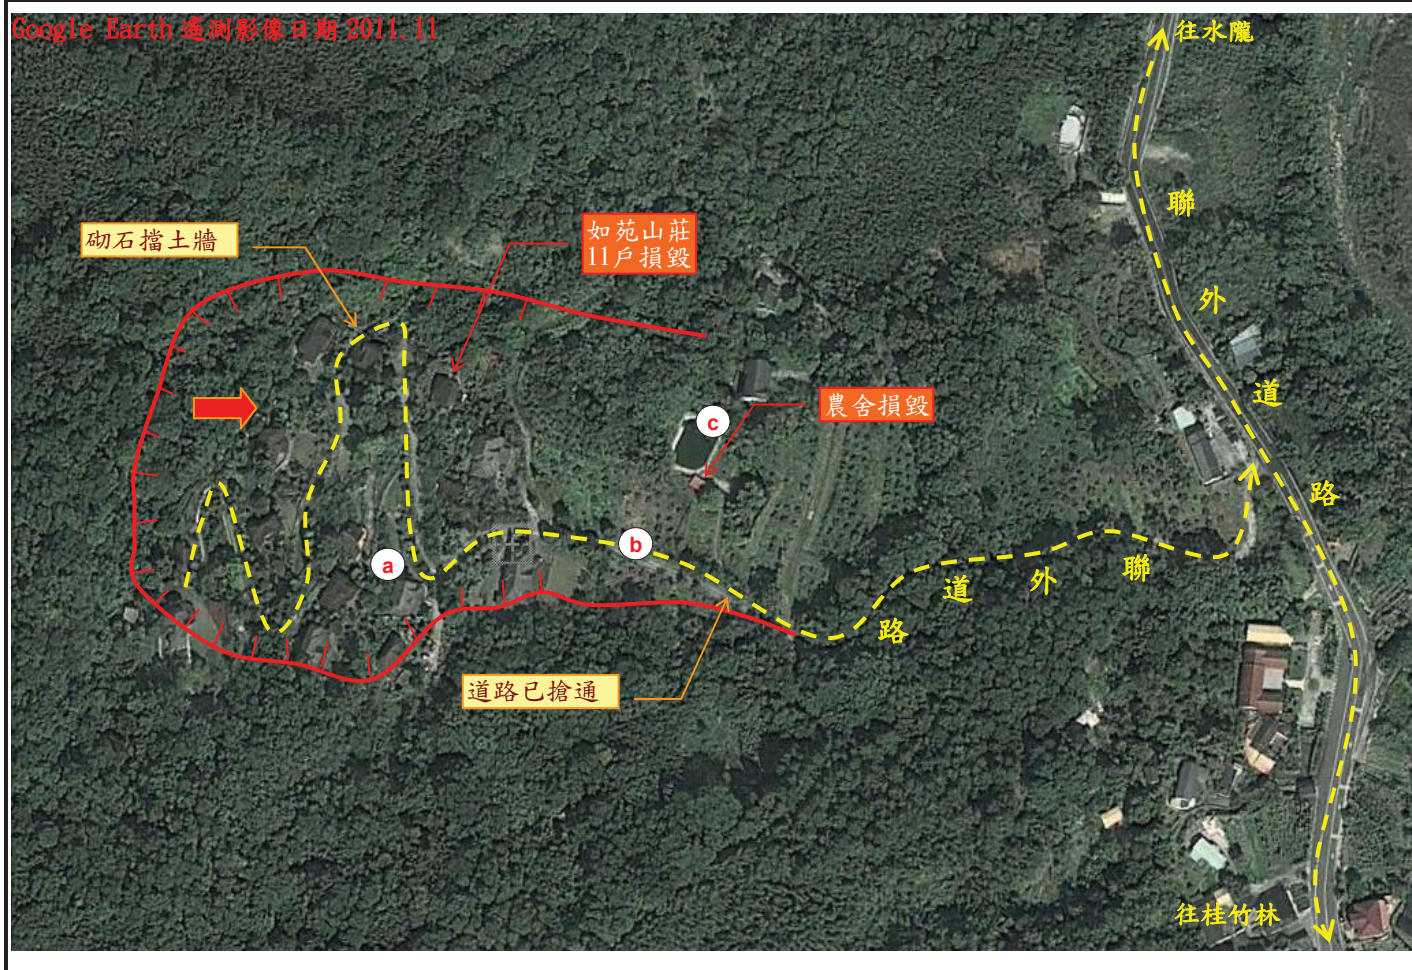 Google Earth 遙測影像日期 2011.11
往水隴
聯
外
道
路
砌石擋土牆
如苑山莊
11戶損毀
農舍損毀
c
b
a
聯
外
道
路
道路已搶通
往桂竹林